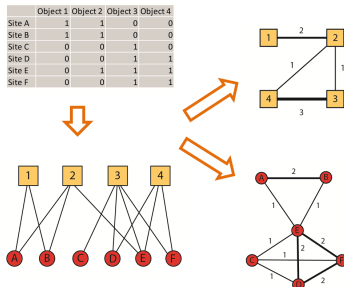 Object 1 Object 2 Object 3 Object 4
Site A 1 1 0 0
Site B 1 1 0 0
Site C 0 0 1 0
Site D 0 0 1 1
Site E 0 1 1 1
Site F 0 0 1 1
1 2 2
1 1
4 3
3
1 2 3 4
A B C D E F
A 2 B
1 1
E
1 1 2 2
C 1 F
1 2
D